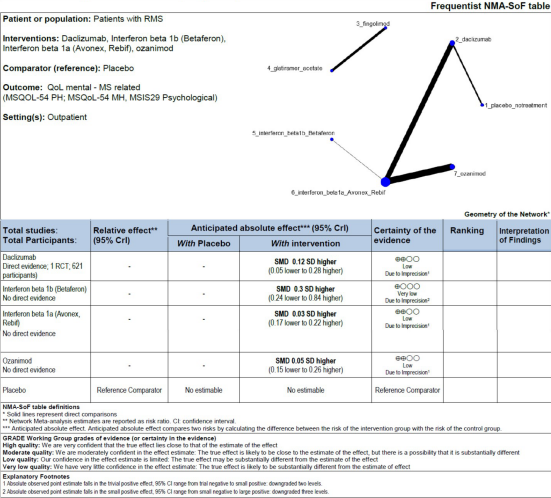 Frequentist NMA-SoF table
Patient or population: Patients with RMS
Interventions: Daclizumab, Interferon beta 1b (Betaferon),
Interferon beta 1a (Avonex, Rebif), ozanimod
Comparator (reference): Placebo
Outcome: QoL mental - MS related
(MSQOL-54 PH; MSQoL-54 MH, MSIS29 Psychological)
Setting(s): Outpatient
3_fingolimod
2_daclizumab
4_glatiramer_acetate
1_placebo_notreatment
5_interferon_beta1b_Betaferon
7_ozanimod
6_interferon_beta1a_Avonex_Rebif
Geometry of the Network*
Total studies:
Total Participants:
Relative effect**
(95% CrI)
Anticipated absolute effect*** (95% CrI)
With Placebo
With intervention
Certainty of the
evidence
Ranking
Interpretation
of Findings
Daclizumab
Direct evidence; 1 RCT; 621
participants)
-
-
SMD 0.12 SD higher
(0.05 lower to 0.28 higher)
⊕⊕◯◯
Low
Due to Imprecision¹
Interferon beta 1b (Betaferon)
No direct evidence
-
-
SMD 0.3 SD higher
(0.24 lower to 0.84 higher)
⊕◯◯◯
Very low
Due to Imprecision²
Interferon beta 1a (Avonex,
Rebif)
No direct evidence
-
-
SMD 0.03 SD higher
(0.17 lower to 0.22 higher)
⊕⊕◯◯
Low
Due to Imprecision¹
Ozanimod
No direct evidence
-
-
SMD 0.05 SD higher
(0.15 lower to 0.26 higher)
⊕⊕◯◯
Low
Due to Imprecision¹
Placebo
Reference Comparator
No estimable
No estimable
Reference Comparator
NMA-SoF table definitions
* Solid lines represent direct comparisons
** Network Meta-analysis estimates are reported as risk ratio. CI: confidence interval.
*** Anticipated absolute effect. Anticipated absolute effect compares two risks by calculating the difference between the risk of the intervention group with the risk of the control group.
GRADE Working Group grades of evidence (or certainty in the evidence)
High quality: We are very confident that the true effect lies close to that of the estimate of the effect
Moderate quality: We are moderately confident in the effect estimate: The true effect is likely to be close to the estimate of the effect, but there is a possibility that it is substantially different
Low quality: Our confidence in the effect estimate is limited: The true effect may be substantially different from the estimate of the effect
Very low quality: We have very little confidence in the effect estimate: The true effect is likely to be substantially different from the estimate of effect
Explanatory Footnotes
1 Absolute observed point estimate falls in the trivial positive effect, 95% CI range from trial negative to small positive: downgraded two levels.
2 Absolute observed point estimate falls in the small positive effect, 95% CI range from small negative to large positive: downgraded three levels.